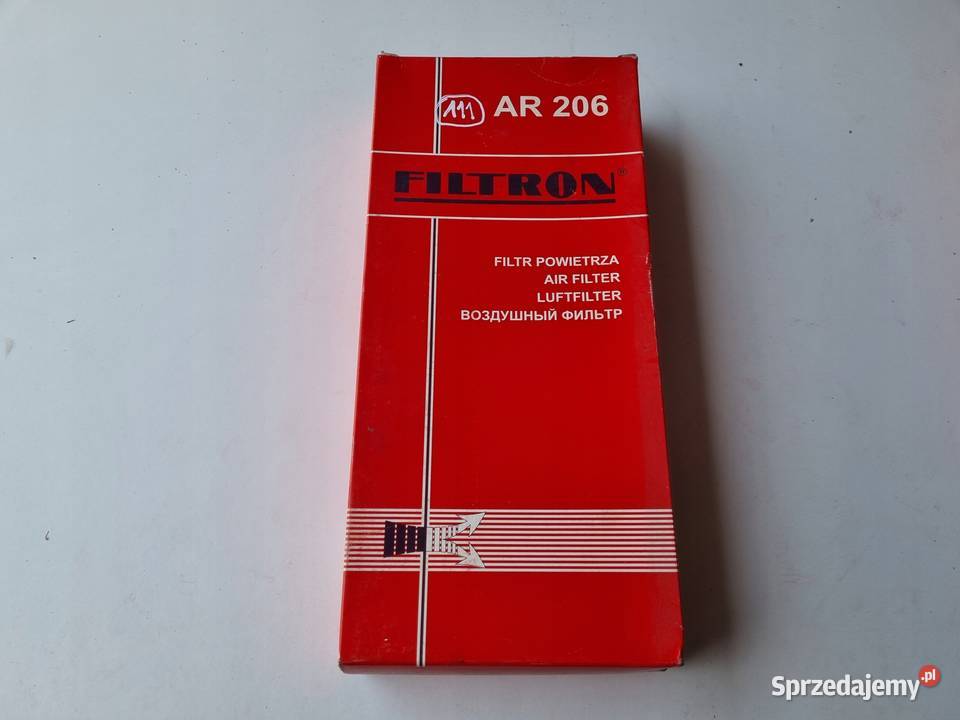 111 AR 206
FILTRON®
FILTR POWIETRZA
AIR FILTER
LUFTFILTER
ВОЗДУШНЫЙ ФИЛЬТР
Sprzedajemy.pl